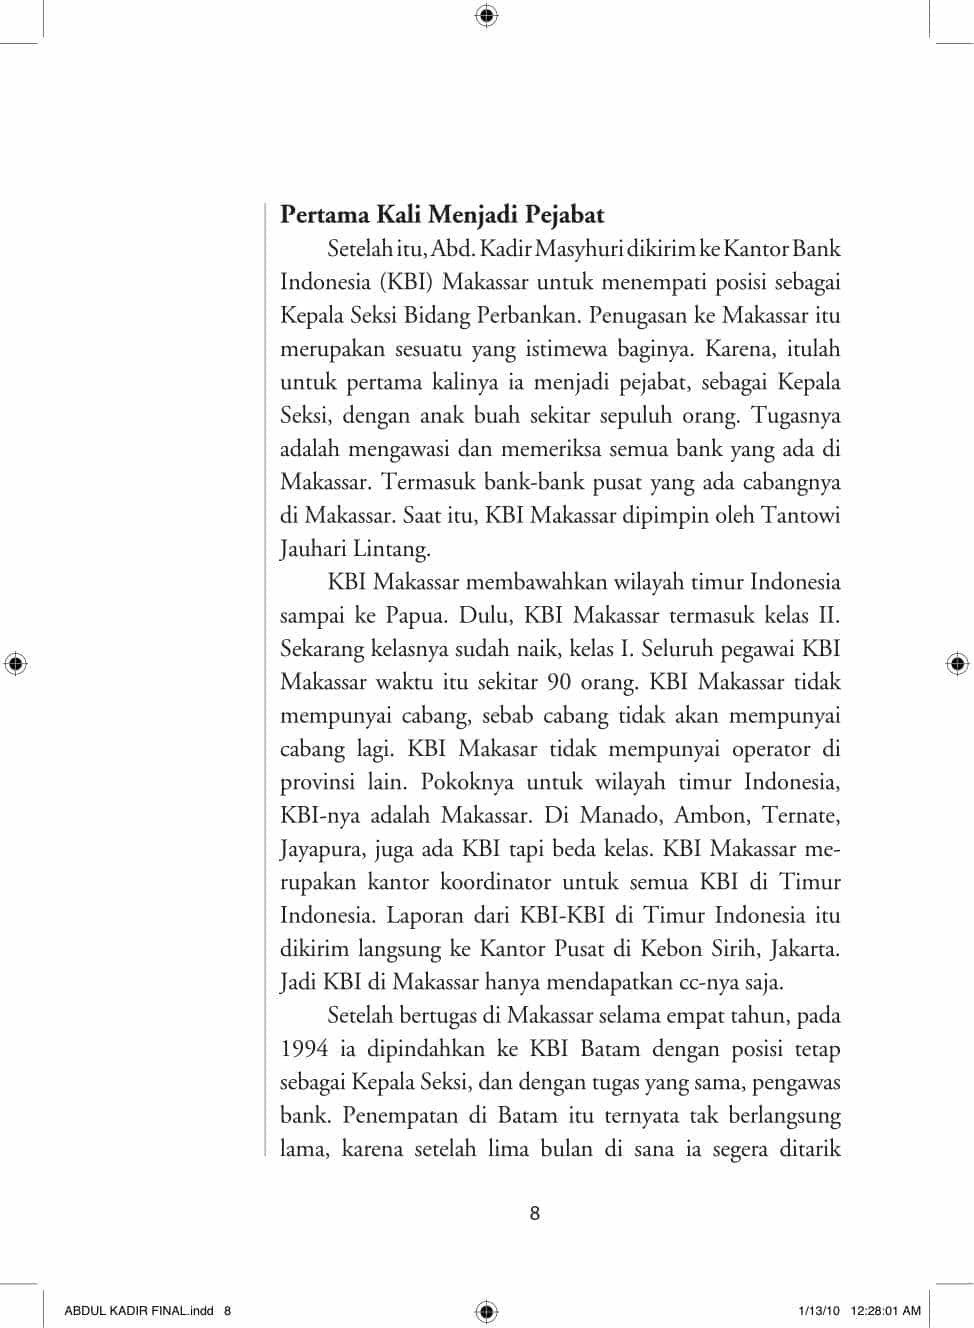 Pertama Kali Menjadi Pejabat
Setelah itu, Abd. Kadir Masyhuri dikirim ke Kantor Bank
Indonesia (KBI) Makassar untuk menempati posisi sebagai
Kepala Seksi Bidang Perbankan. Penugasan ke Makassar itu
merupakan sesuatu yang istimewa baginya. Karena, itulah
untuk pertama kalinya ia menjadi pejabat, sebagai Kepala
Seksi, dengan anak buah sekitar sepuluh orang. Tugasnya
adalah mengawasi dan memeriksa semua bank yang ada di
Makassar. Termasuk bank-bank pusat yang ada cabangnya
di Makassar. Saat itu, KBI Makassar dipimpin oleh Tantowi
Jauhari Lintang.
KBI Makassar membawahkan wilayah timur Indonesia
sampai ke Papua. Dulu, KBI Makassar termasuk kelas II.
Sekarang kelasnya sudah naik, kelas I. Seluruh pegawai KBI
Makassar waktu itu sekitar 90 orang. KBI Makassar tidak
mempunyai cabang, sebab cabang tidak akan mempunyai
cabang lagi. KBI Makasar tidak mempunyai operator di
provinsi lain. Pokoknya untuk wilayah timur Indonesia,
KBI-nya adalah Makassar. Di Manado, Ambon, Ternate,
Jayapura, juga ada KBI tapi beda kelas. KBI Makassar me-
rupakan kantor koordinator untuk semua KBI di Timur
Indonesia. Laporan dari KBI-KBI di Timur Indonesia itu
dikirim langsung ke Kantor Pusat di Kebon Sirih, Jakarta.
Jadi KBI di Makassar hanya mendapatkan cc-nya saja.
Setelah bertugas di Makassar selama empat tahun, pada
1994 ia dipindahkan ke KBI Batam dengan posisi tetap
sebagai Kepala Seksi, dan dengan tugas yang sama, pengawas
bank. Penempatan di Batam itu ternyata tak berlangsung
lama, karena setelah lima bulan di sana ia segera ditarik
8
ABDUL KADIR FINAL.indd 8
1/13/10 12:28:01 AM